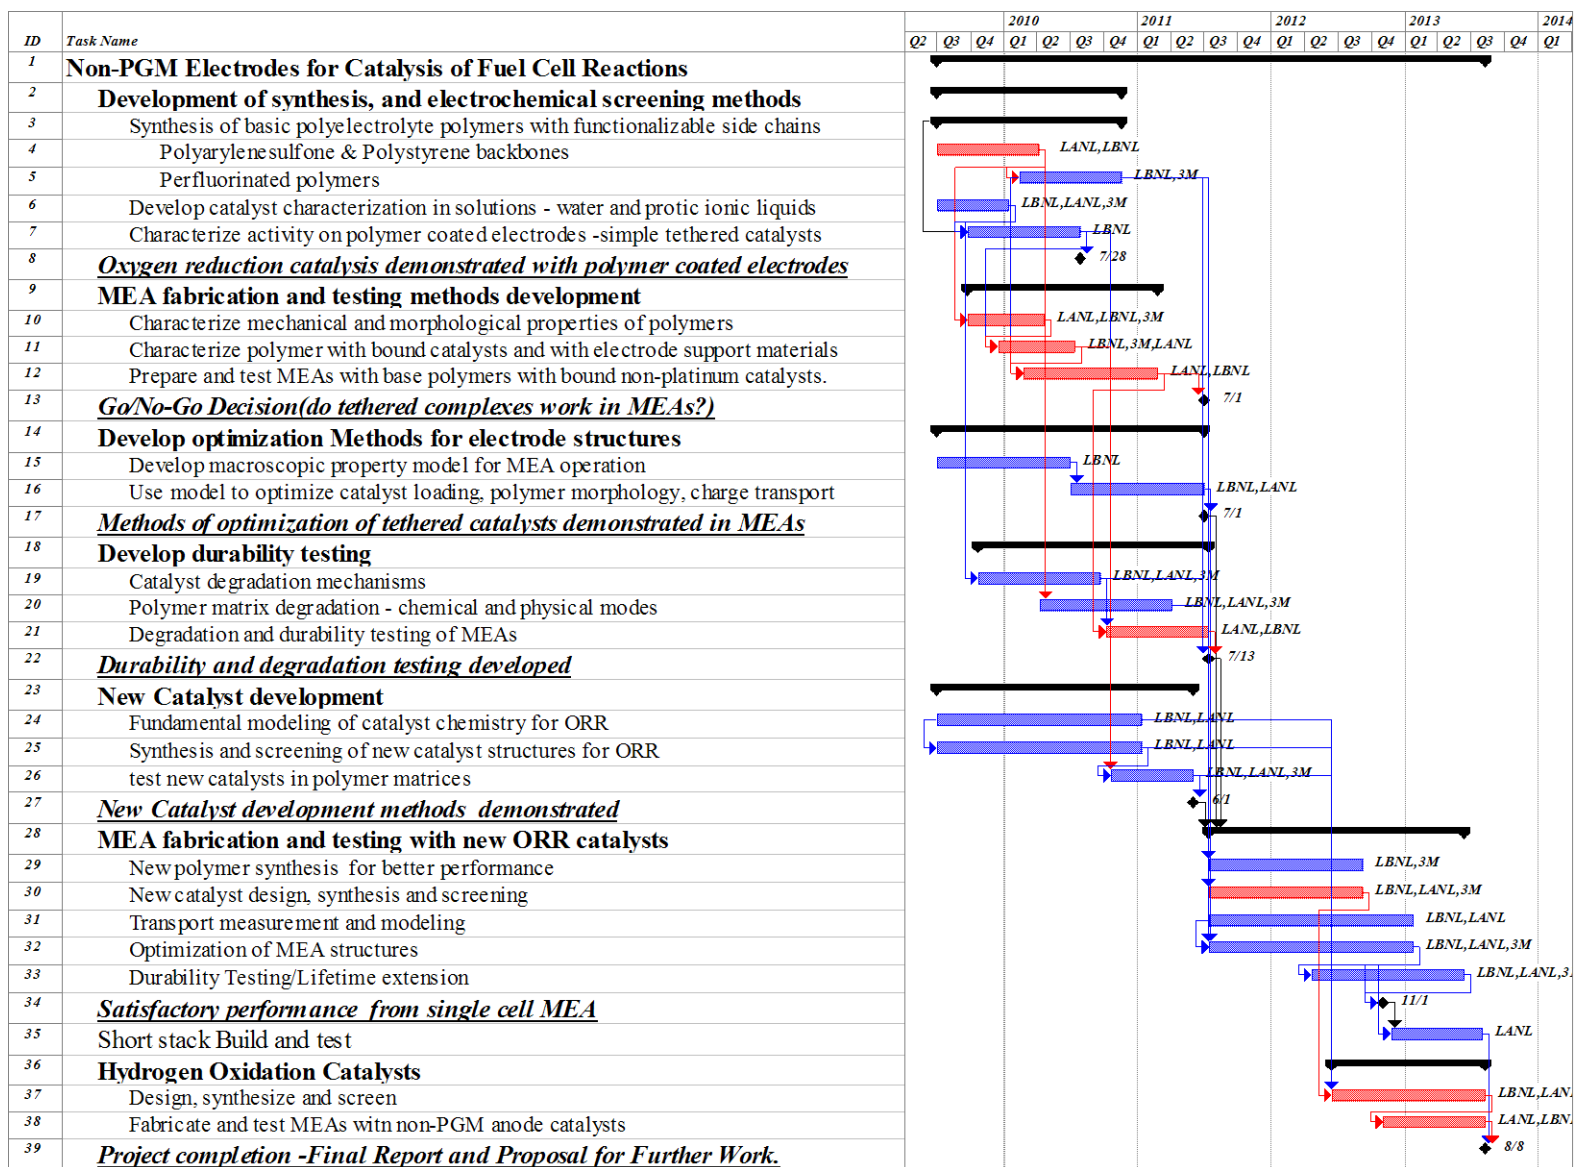 2010 2011 2012 2013 2014
ID Task Name Q2 Q3 Q4 Q1 Q2 Q3 Q4 Q1 Q2 Q3 Q4 Q1 Q2 Q3 Q4 Q1 Q2 Q3 Q4 Q1
1 Non-PGM Electrodes for Catalysis of Fuel Cell Reactions
2 Development of synthesis, and electrochemical screening methods
3 Synthesis of basic polyelectrolyte polymers with functionalizable side chains
4 Polyarylenesulfone & Polystyrene backbones LANL,LBNL
5 Perfluorinated polymers LBNL,3M
6 Develop catalyst characterization in solutions - water and protic ionic liquids LBNL,LANL,3M
7 Characterize activity on polymer coated electrodes -simple tethered catalysts LBNL
8 Oxygen reduction catalysis demonstrated with polymer coated electrodes 7/28
9 MEA fabrication and testing methods development
10 Characterize mechanical and morphological properties of polymers LANL,LBNL,3M
11 Characterize polymer with bound catalysts and with electrode support materials LBNL,3M,LANL
12 Prepare and test MEAs with base polymers with bound non-platinum catalysts. LANL,LBNL
13 Go/No-Go Decision(do tethered complexes work in MEAs?) 7/1
14 Develop optimization Methods for electrode structures
15 Develop macroscopic property model for MEA operation LBNL
16 Use model to optimize catalyst loading, polymer morphology, charge transport LBNL,LANL
17 Methods of optimization of tethered catalysts demonstrated in MEAs 7/1
18 Develop durability testing
19 Catalyst degradation mechanisms LBNL,LANL,3M
20 Polymer matrix degradation - chemical and physical modes LBNL,LANL,3M
21 Degradation and durability testing of MEAs LANL,LBNL
22 Durability and degradation testing developed 7/13
23 New Catalyst development
24 Fundamental modeling of catalyst chemistry for ORR LBNL,LANL
25 Synthesis and screening of new catalyst structures for ORR LBNL,LANL
26 test new catalysts in polymer matrices LBNL,LANL,3M
27 New Catalyst development methods demonstrated 6/1
28 MEA fabrication and testing with new ORR catalysts
29 New polymer synthesis for better performance LBNL,3M
30 New catalyst design, synthesis and screening LBNL,LANL,3M
31 Transport measurement and modeling LBNL,LANL
32 Optimization of MEA structures LBNL,LANL,3M
33 Durability Testing/Lifetime extension LBNL,LANL,3
34 Satisfactory performance from single cell MEA 11/1
35 Short stack Build and test LANL
36 Hydrogen Oxidation Catalysts
37 Design, synthesize and screen LBNL,LAN
38 Fabricate and test MEAs witn non-PGM anode catalysts LANL,LBN
39 Project completion -Final Report and Proposal for Further Work. 8/8